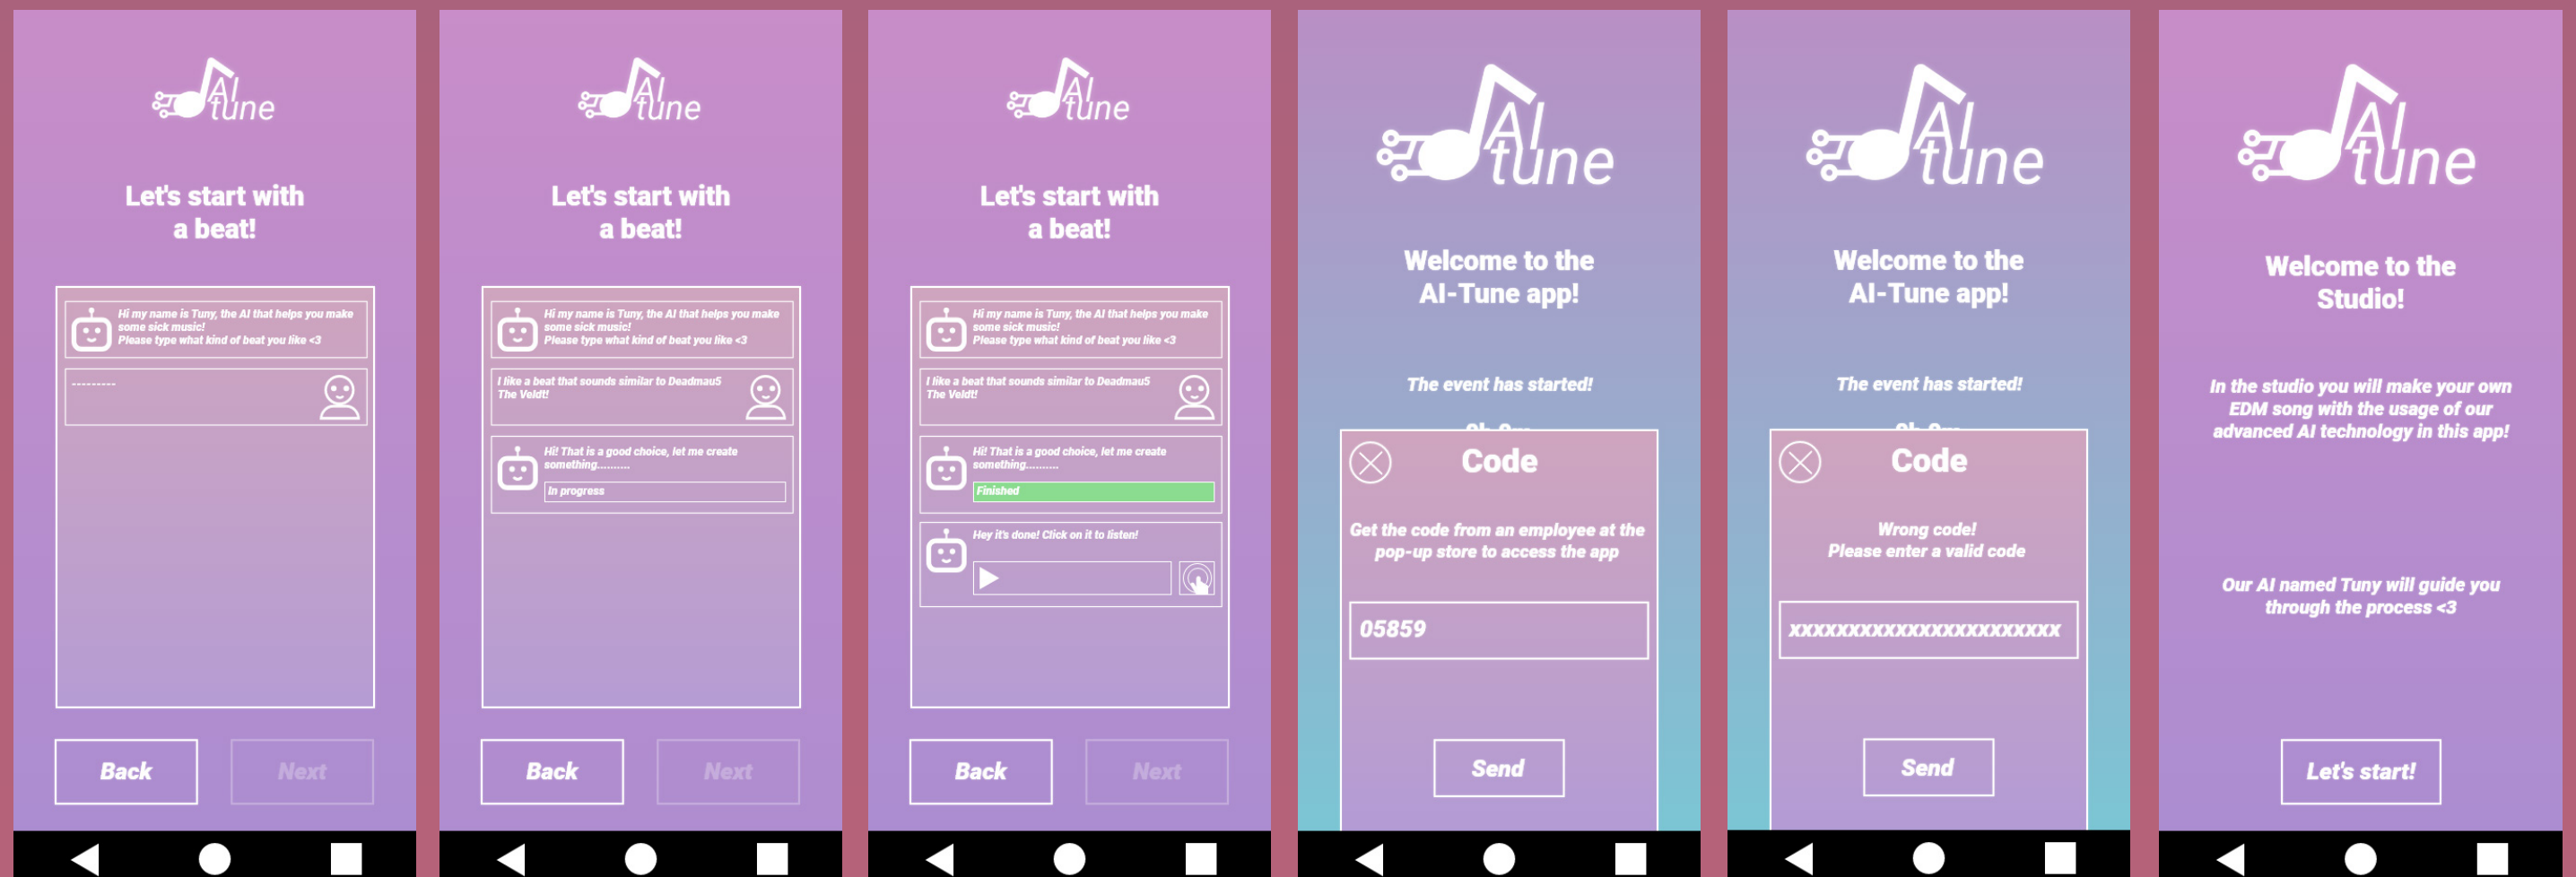 AI
tune
Let's start with
a beat!
Hi my name is Tuny, the AI that helps you make
some sick music!
Please type what kind of beat you like <3
---------
Back
Next
AI
tune
Let's start with
a beat!
Hi my name is Tuny, the AI that helps you make
some sick music!
Please type what kind of beat you like <3
I like a beat that sounds similar to Deadmau5
The Veldt!
Hi! That is a good choice, let me create
something..........
In progress
Back
Next
AI
tune
Let's start with
a beat!
Hi my name is Tuny, the AI that helps you make
some sick music!
Please type what kind of beat you like <3
I like a beat that sounds similar to Deadmau5
The Veldt!
Hi! That is a good choice, let me create
something..........
Finished
Hey it's done! Click on it to listen!
Back
Next
AI
tune
Welcome to the
AI-Tune app!
The event has started!
Code
Get the code from an employee at the
pop-up store to access the app
05859
Send
AI
tune
Welcome to the
AI-Tune app!
The event has started!
Code
Wrong code!
Please enter a valid code
xxxxxxxxxxxxxxxxxxxxxxx
Send
AI
tune
Welcome to the
Studio!
In the studio you will make your own
EDM song with the usage of our
advanced AI technology in this app!
Our AI named Tuny will guide you
through the process <3
Let's start!